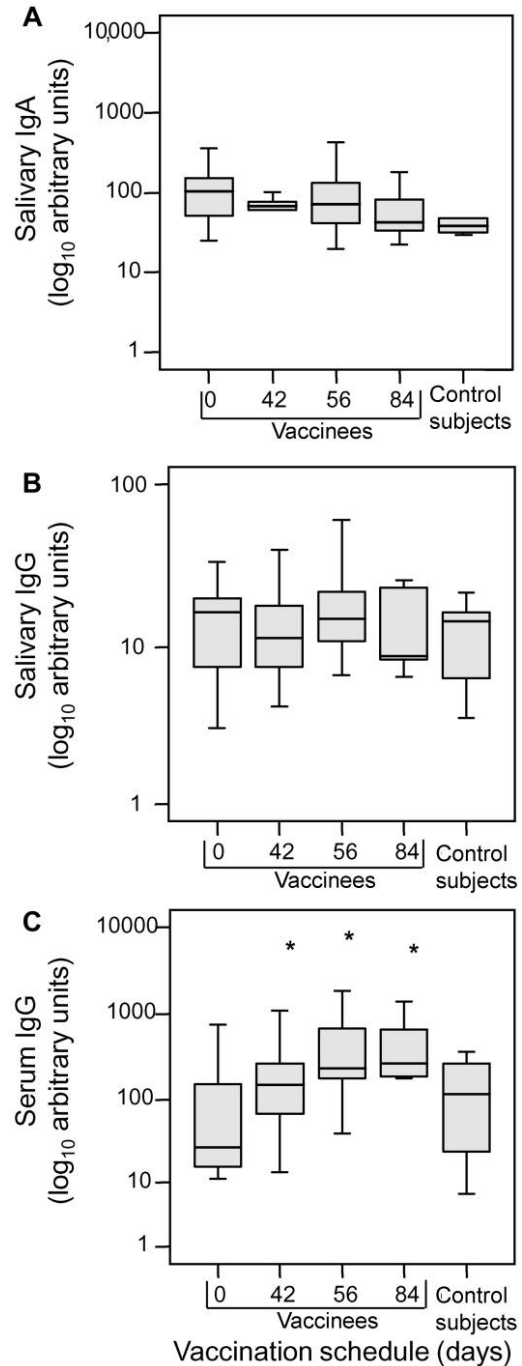 A
Salivary IgA
(log10 arbitrary units)
10,000
1000
100
10
1
0 42 56 84 Control
Vaccinees subjects
B
Salivary IgG
(log10 arbitrary units)
100
10
1
0 42 56 84 Control
Vaccinees subjects
C
Serum IgG
(log10 arbitrary units)
10000
1000
100
10
1
* * *
0 42 56 84 Control
Vaccinees subjects
Vaccination schedule (days)